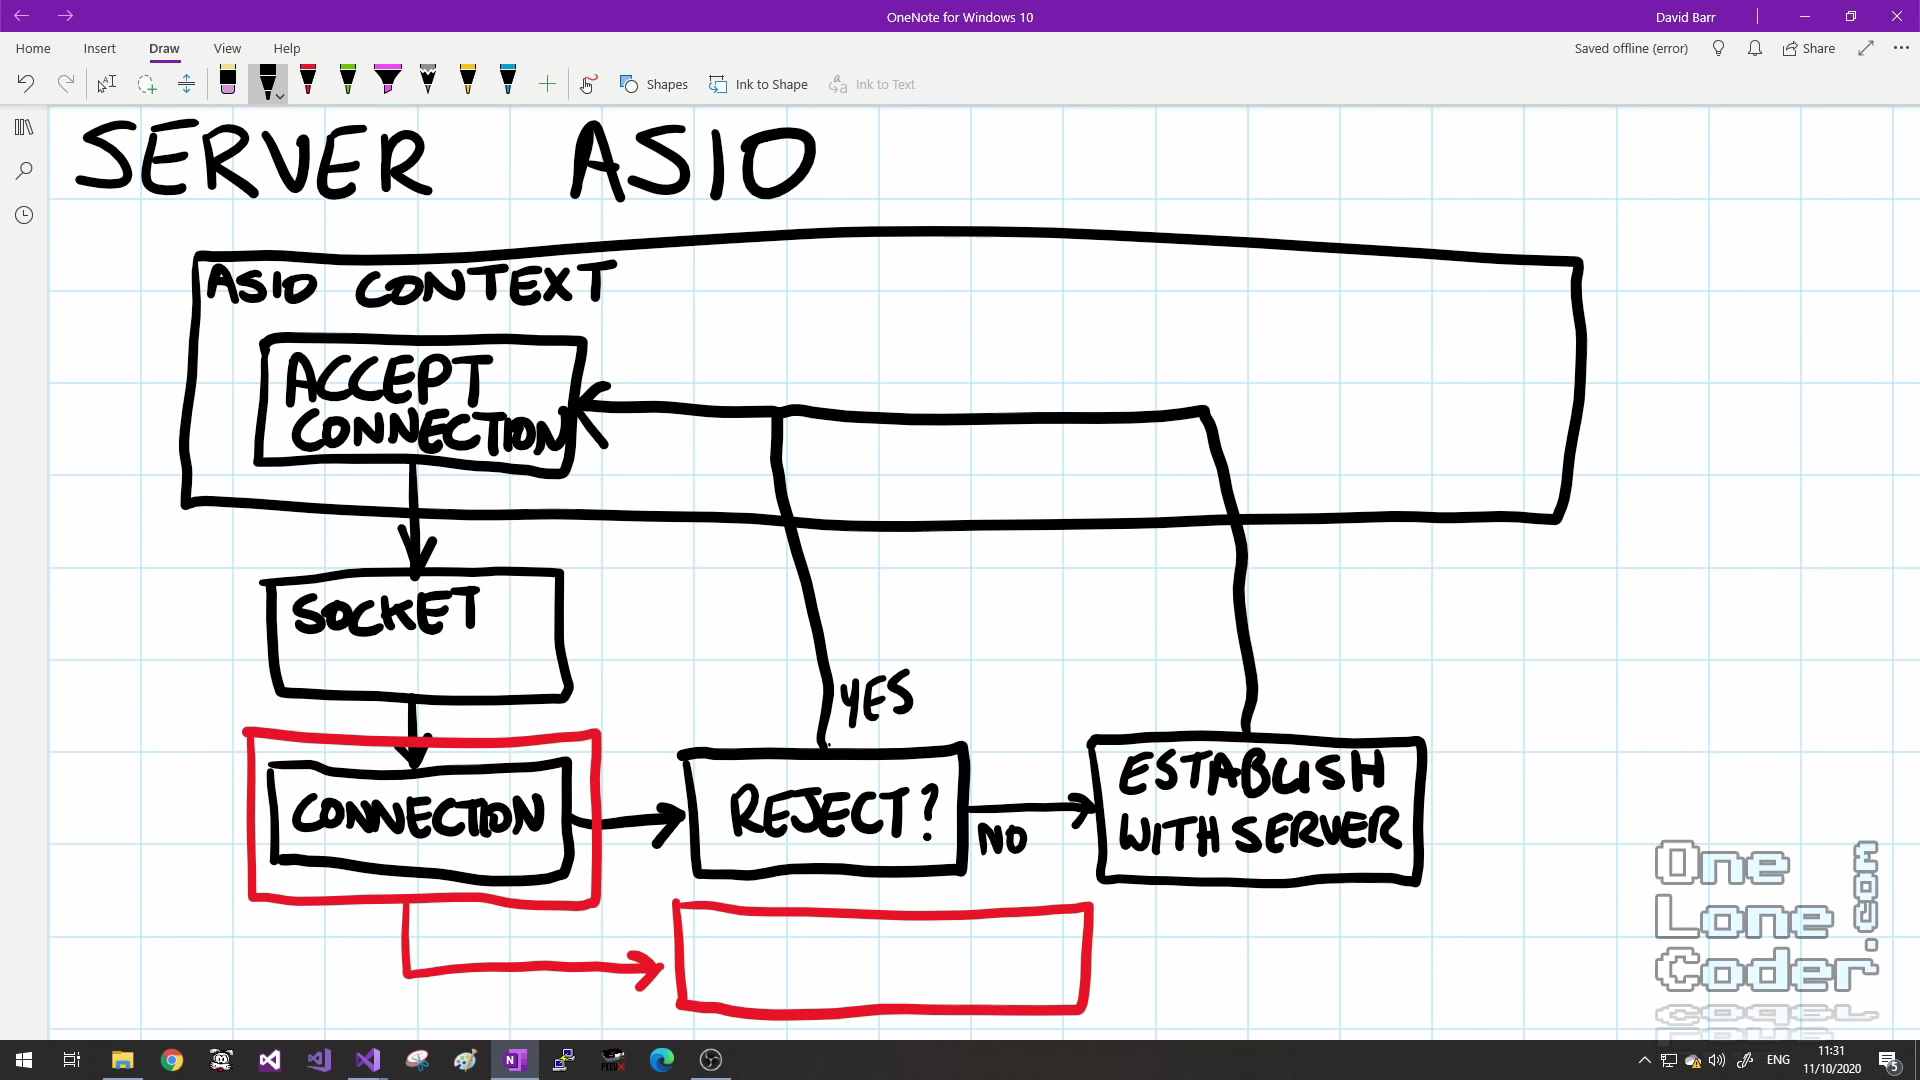 OneNote for Windows 10
David Barr
Home Insert Draw View Help
Saved offline (error)
Share
Shapes
Ink to Shape
Ink to Text
SERVER ASIO
ASIO CONTEXT
ACCEPT
CONNECTION
SOCKET
YES
CONNECTION
REJECT?
NO
ESTABLISH
WITH SERVER
One
Lone
Coder
.com
ENG
11:31
11/10/2020
5